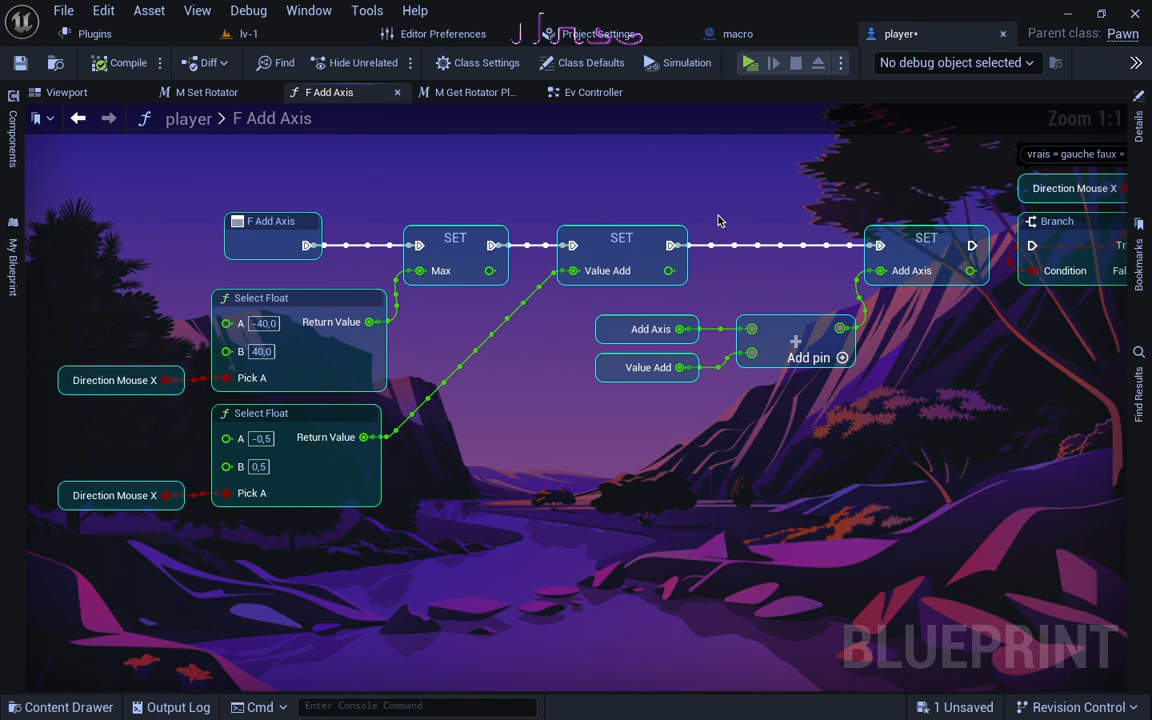 File Edit Asset View Debug Window Tools Help
Plugins lv-1 Editor Preferences Project Settings macro player* Parent class: Pawn
Compile Diff Find Hide Unrelated Class Settings Class Defaults Simulation No debug object selected
Viewport M Set Rotator F Add Axis M Get Rotator Pl... Ev Controller
player > F Add Axis Zoom 1:1
Components
My Blueprint
Details
Bookmarks
Find Results
vrais = gauche faux =
Direction Mouse X
F Add Axis
SET
Max
SET
Value Add
SET
Add Axis
Branch
Tr
Condition Fal
Select Float
A -40,0 Return Value
B 40,0
Pick A
Direction Mouse X
Add Axis
Value Add
Add pin
Select Float
A -0,5 Return Value
B 0,5
Pick A
Direction Mouse X
BLUEPRINT
Content Drawer Output Log Cmd Enter Console Command 1 Unsaved Revision Control